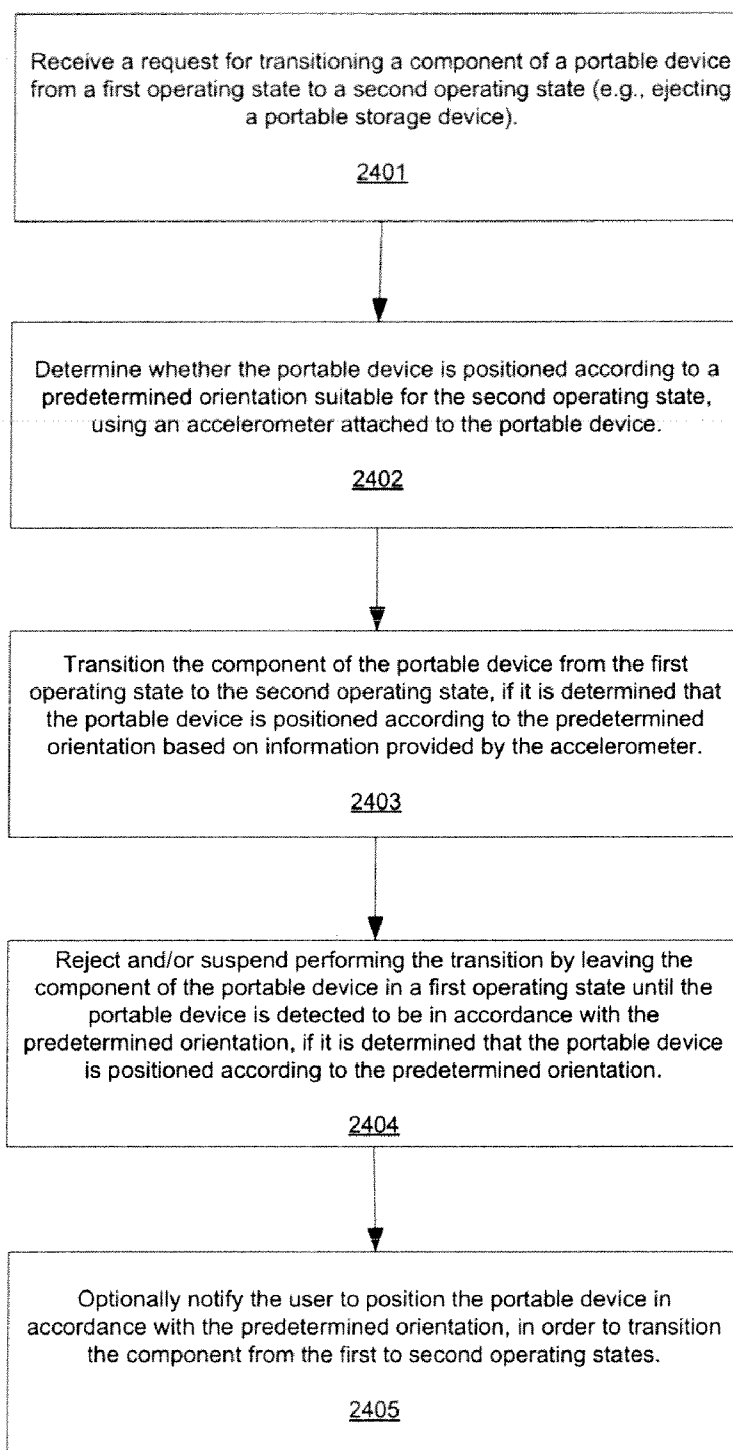 Receive a request for transitioning a component of a portable device
from a first operating state to a second operating state (e.g., ejecting
a portable storage device).
2401
Determine whether the portable device is positioned according to a
predetermined orientation suitable for the second operating state,
using an accelerometer attached to the portable device.
2402
Transition the component of the portable device from the first
operating state to the second operating state, if it is determined that
the portable device is positioned according to the predetermined
orientation based on information provided by the accelerometer.
2403
Reject and/or suspend performing the transition by leaving the
component of the portable device in a first operating state until the
portable device is detected to be in accordance with the
predetermined orientation, if it is determined that the portable device
is positioned according to the predetermined orientation.
2404
Optionally notify the user to position the portable device in
accordance with the predetermined orientation, in order to transition
the component from the first to second operating states.
2405